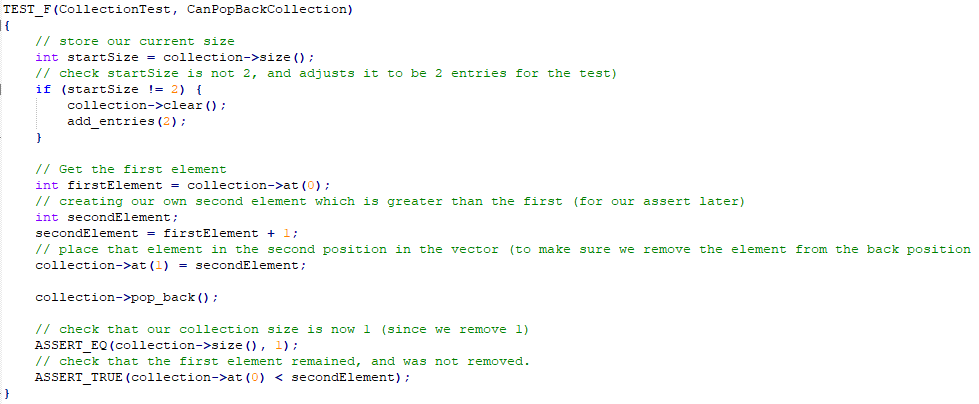 TEST_F(CollectionTest, CanPopBackCollection)
{
    // store our current size
    int startSize = collection->size();
    // check startSize is not 2, and adjusts it to be 2 entries for the test)
    if (startSize != 2) {
        collection->clear();
        add_entries(2);
    }

    // Get the first element
    int firstElement = collection->at(0);
    // creating our own second element which is greater than the first (for our assert later)
    int secondElement;
    secondElement = firstElement + 1;
    // place that element in the second position in the vector (to make sure we remove the element from the back position
    collection->at(1) = secondElement;

    collection->pop_back();

    // check that our collection size is now 1 (since we remove 1)
    ASSERT_EQ(collection->size(), 1);
    // check that the first element remained, and was not removed.
    ASSERT_TRUE(collection->at(0) < secondElement);
}